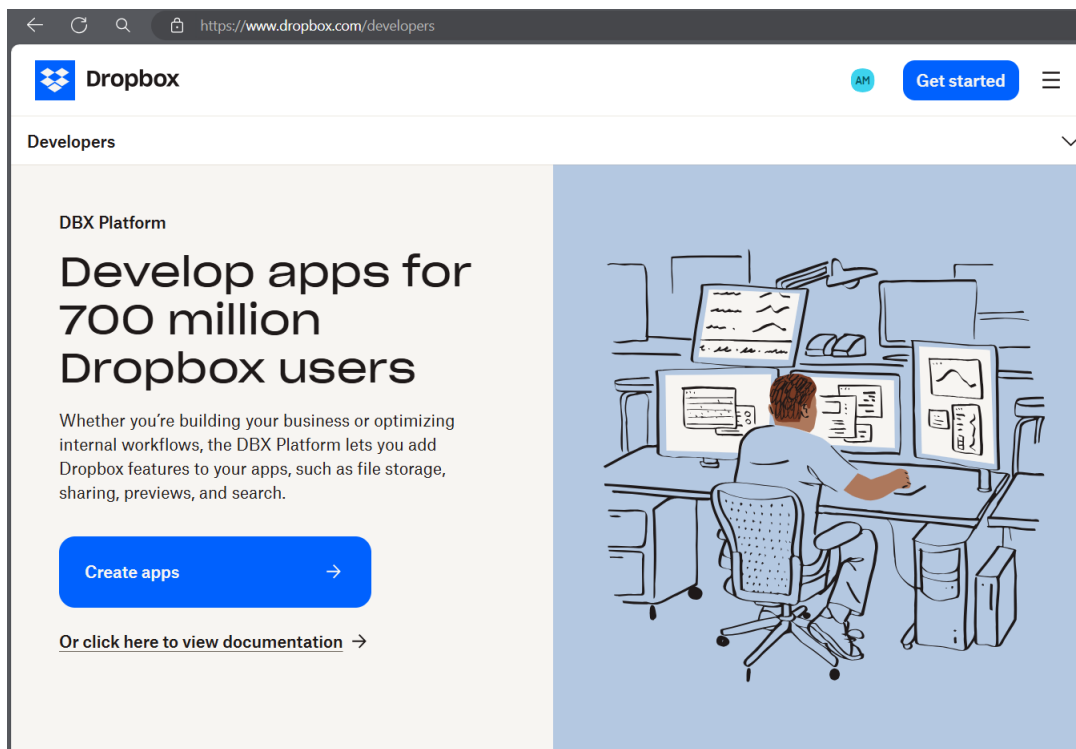 https://www.dropbox.com/developers
Dropbox
AM
Get started
Developers
DBX Platform
Develop apps for
700 million
Dropbox users
Whether you’re building your business or optimizing
internal workflows, the DBX Platform lets you add
Dropbox features to your apps, such as file storage,
sharing, previews, and search.
Create apps
Or click here to view documentation